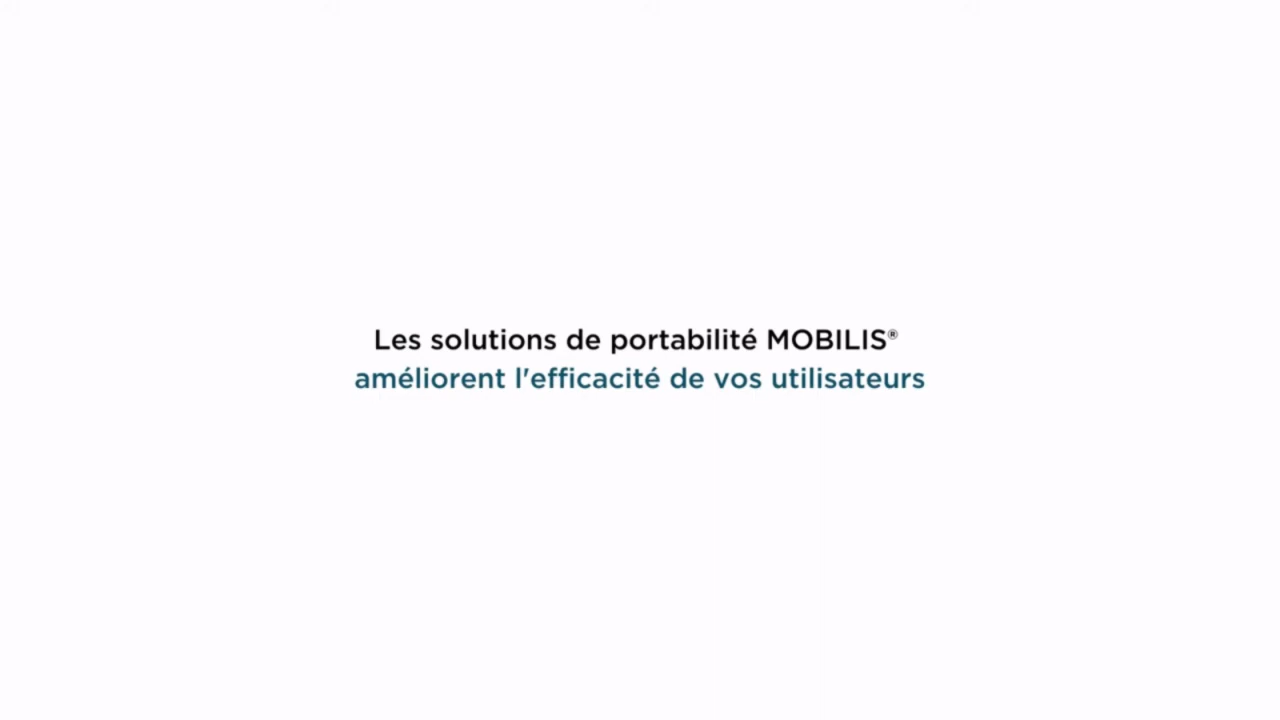 Les solutions de portabilité MOBILIS®
améliorent l'efficacité de vos utilisateurs